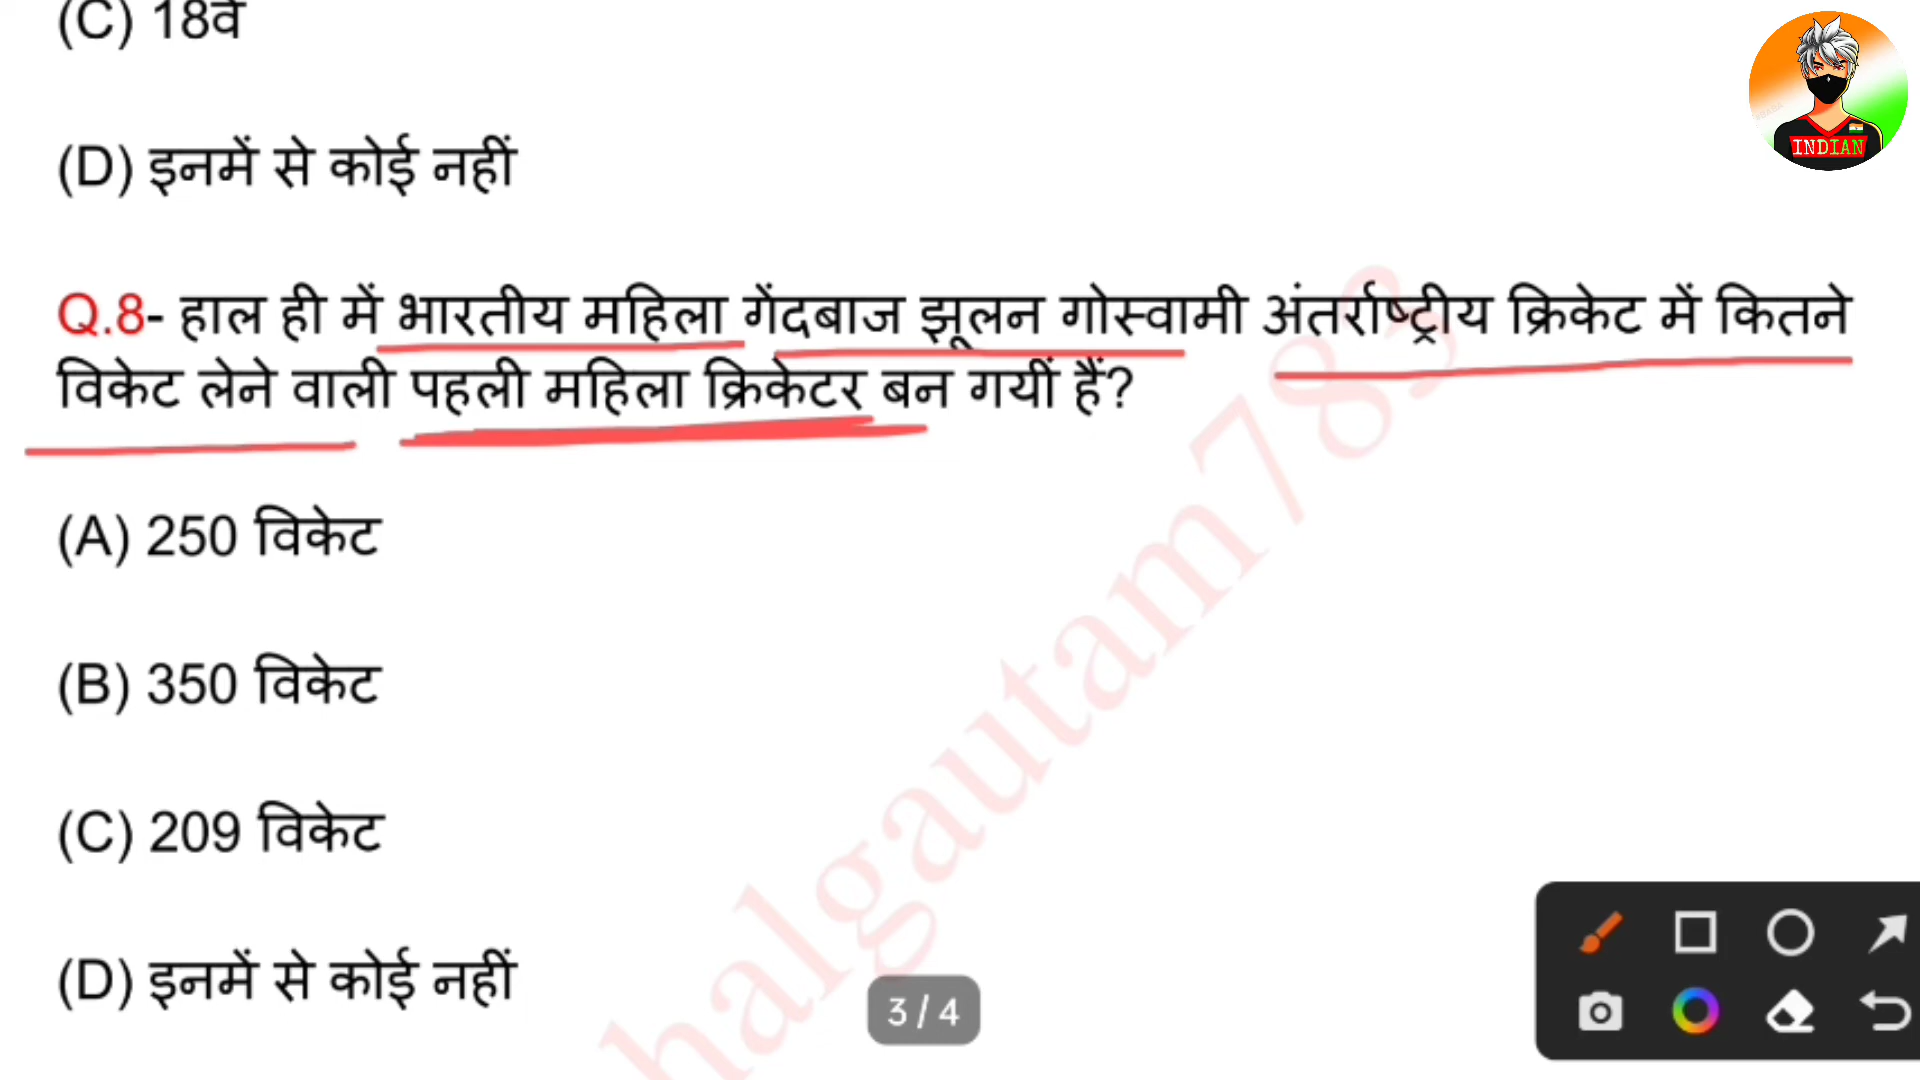 (C) 18वें
INDIAN
(D) इनमें से कोई नहीं
Q.8- हाल ही में भारतीय महिला गेंदबाज झूलन गोस्वामी अंतर्राष्ट्रीय क्रिकेट में कितने
विकेट लेने वाली पहली महिला क्रिकेटर बन गयीं हैं?
(A) 250 विकेट
(B) 350 विकेट
(C) 209 विकेट
(D) इनमें से कोई नहीं
halgautam783
3 / 4